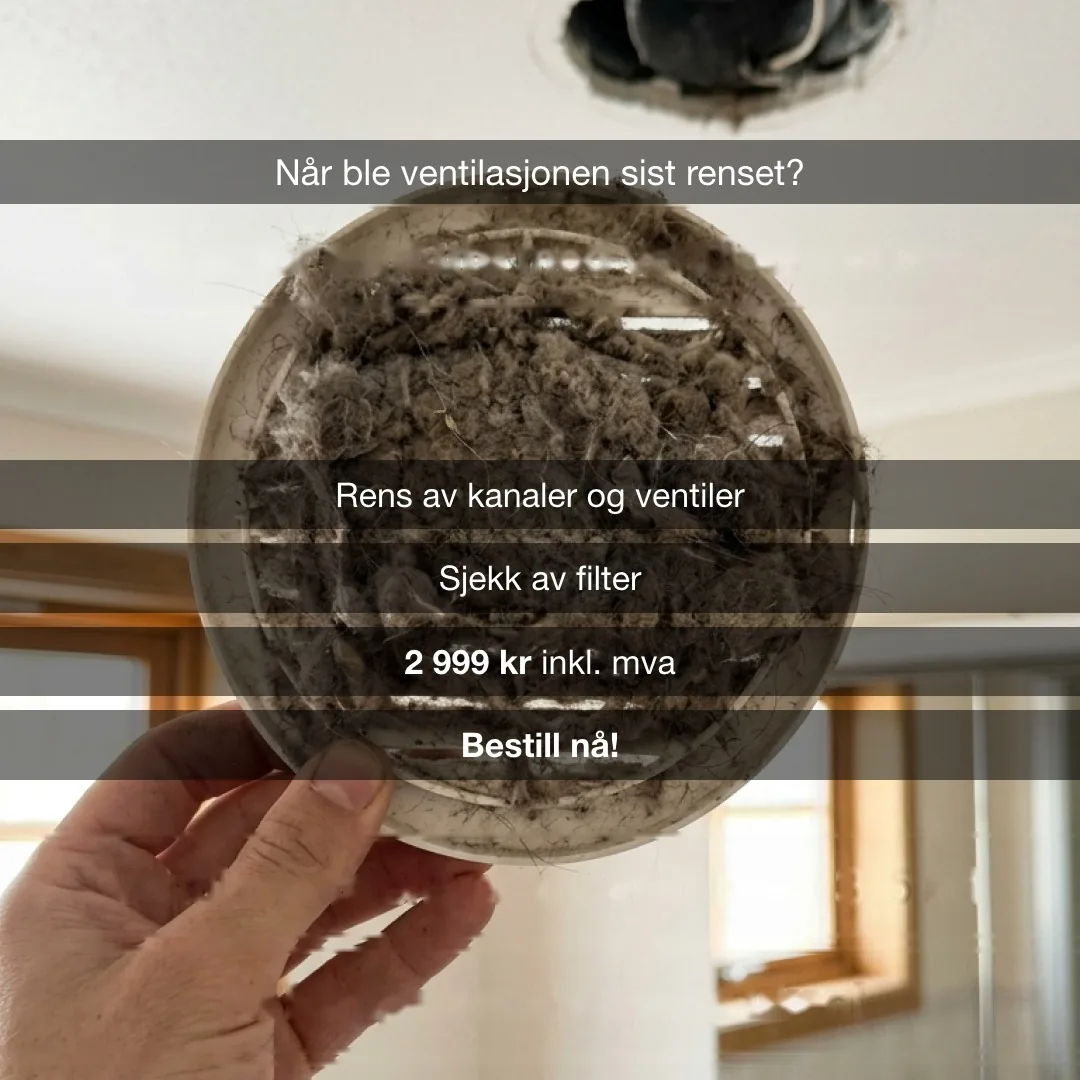 Når ble ventilasjonen sist renset?
Rens av kanaler og ventiler
Sjekk av filter
2 999 kr inkl. mva
Bestill nå!